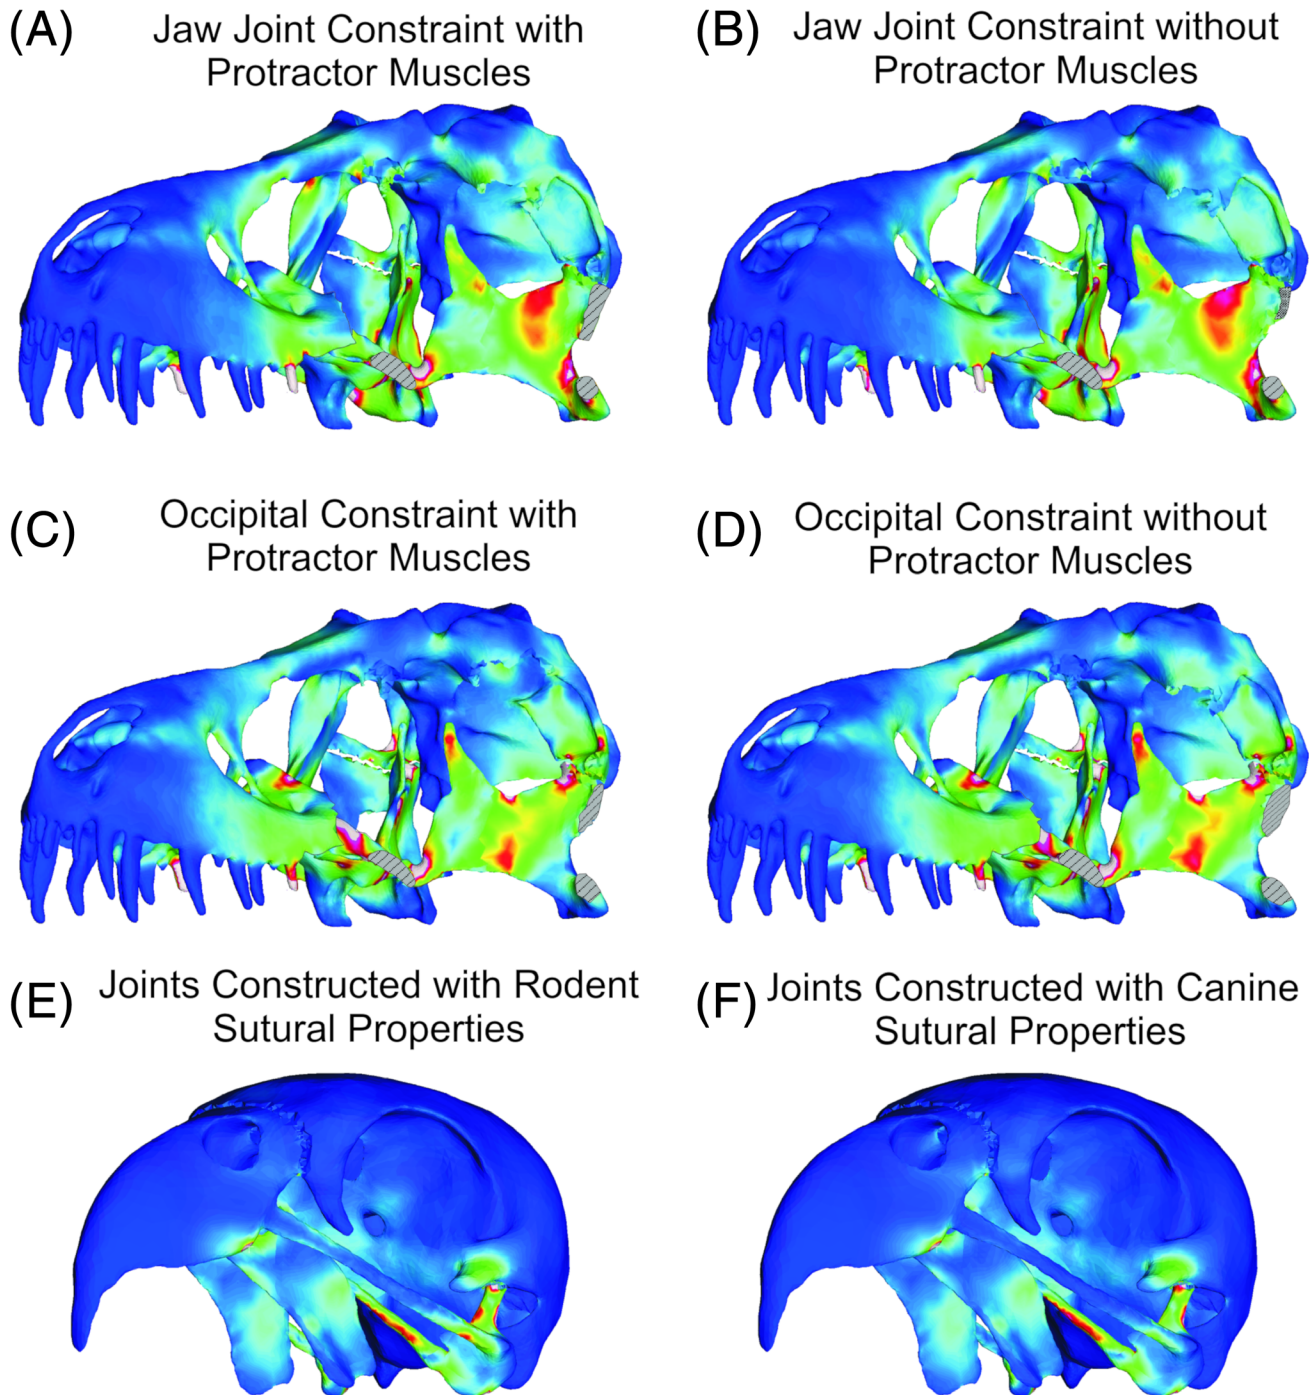 (A) Jaw Joint Constraint with
Protractor Muscles
(B) Jaw Joint Constraint without
Protractor Muscles
(C) Occipital Constraint with
Protractor Muscles
(D) Occipital Constraint without
Protractor Muscles
(E) Joints Constructed with Rodent
Sutural Properties
(F) Joints Constructed with Canine
Sutural Properties